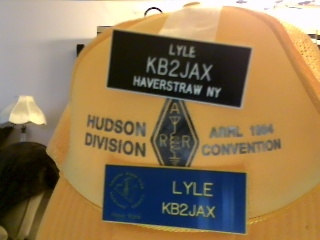 LYLE
KB2JAX
HAVERSTRAW NY
HUDSON DIVISION
A
R R
L
ARRL 1994 CONVENTION
LYLE
KB2JAX